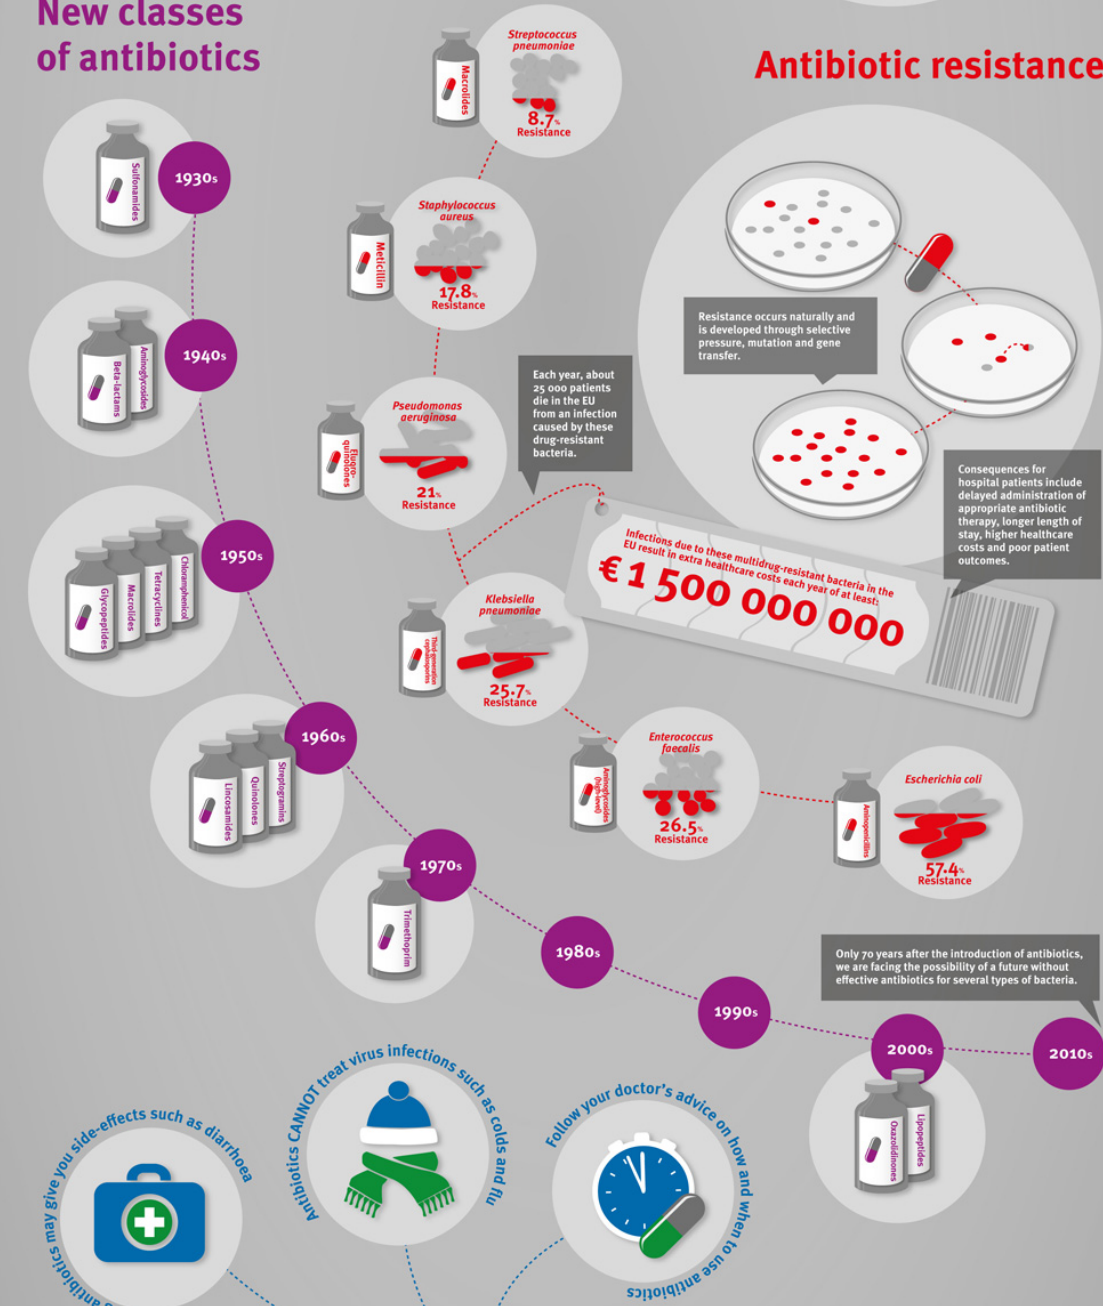 New classes
of antibiotics
Sulfonamides
1930s
Beta-lactams
Aminoglycosides
1940s
Glycopeptides
Macrolides
Tetracyclines
Chloramphenicol
1950s
Lincosamides
Quinolones
Streptogramins
1960s
Trimethoprim
1970s
1980s
1990s
2000s
Oxazolidinones
Lipopeptides
2010s
Only 70 years after the introduction of antibiotics,
we are facing the possibility of a future without
effective antibiotics for several types of bacteria.
Antibiotic resistance
Macrolides
Streptococcus
pneumoniae
8.7%
Resistance
Meticillin
Staphylococcus
aureus
17.8%
Resistance
Fluoro-
quinolones
Pseudomonas
aeruginosa
21%
Resistance
Third-generation
cephalosporins
Klebsiella
pneumoniae
25.7%
Resistance
Aminoglycosides
(high-level)
Enterococcus
faecalis
26.5%
Resistance
Aminopenicillins
Escherichia coli
57.4%
Resistance
Resistance occurs naturally and
is developed through selective
pressure, mutation and gene
transfer.
Each year, about
25 000 patients
die in the EU
from an infection
caused by these
drug-resistant
bacteria.
Infections due to these multidrug-resistant bacteria in the
EU result in extra healthcare costs each year of at least:
€ 1 500 000 000
Consequences for
hospital patients include
delayed administration of
appropriate antibiotic
therapy, longer length of
stay, higher healthcare
costs and poor patient
outcomes.
antibiotics may give you side-effects such as diarrhoea
Antibiotics CANNOT treat virus infections such as colds and flu
Follow your doctor's advice on how and when to use antibiotics